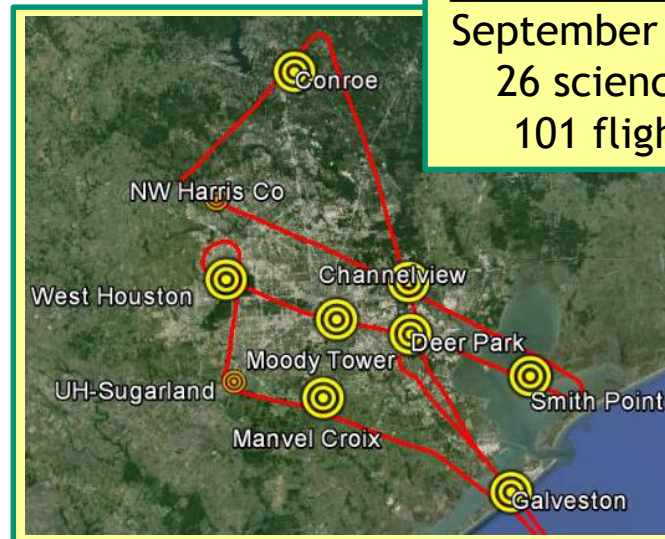 September
26 scienc
101 fligh
Conroe
NW Harris Co
Channelview
West Houston
Deer Park
Moody Tower
UH-Sugarland
Smith Point
Manvel Croix
Galveston